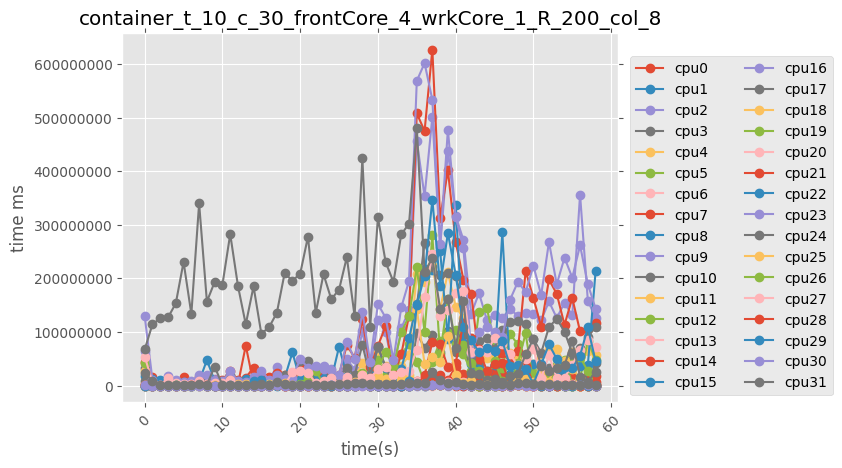 container_t_10_c_30_frontCore_4_wrkCore_1_R_200_col_8
time ms
600000000
500000000
400000000
300000000
200000000
100000000
0
0
10
20
30
40
50
60
time(s)
cpu0
cpu1
cpu2
cpu3
cpu4
cpu5
cpu6
cpu7
cpu8
cpu9
cpu10
cpu11
cpu12
cpu13
cpu14
cpu15
cpu16
cpu17
cpu18
cpu19
cpu20
cpu21
cpu22
cpu23
cpu24
cpu25
cpu26
cpu27
cpu28
cpu29
cpu30
cpu31